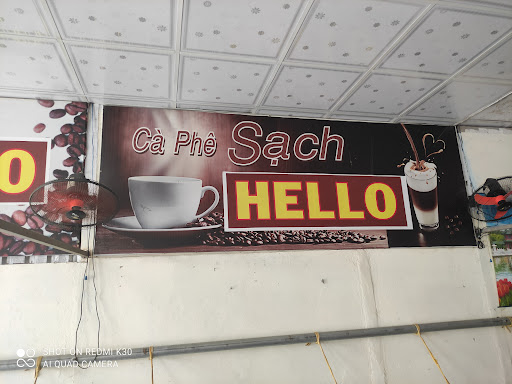 Cà Phê Sạch
HELLO
O
SHOT ON REDMI K30
AI QUAD CAMERA